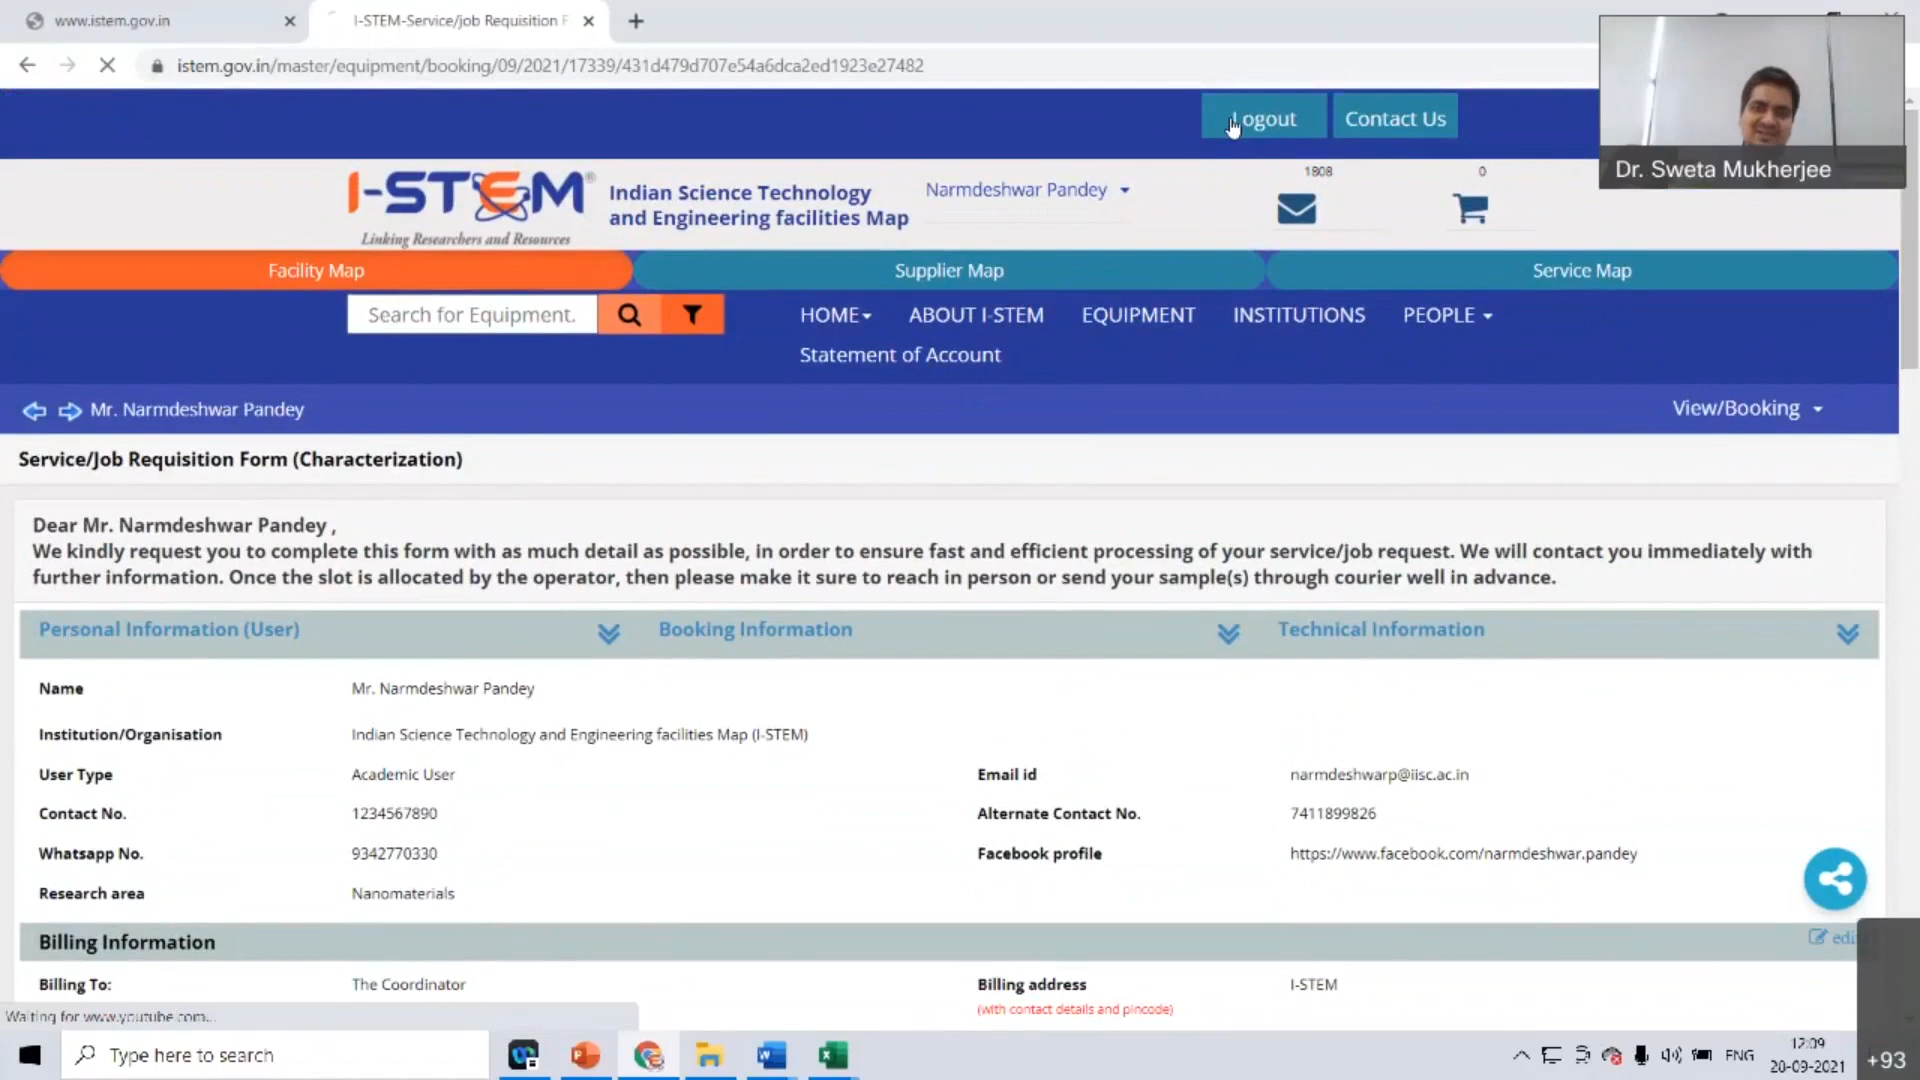 www.istem.gov.in
I-STEM-Service/Job Requisition F
istem.gov.in/master/equipment/booking/09/2021/17339/431d479d707e54a6dca2ed1923e27482
Logout
Contact Us
Dr. Sweta Mukherjee
I-STEM®
Linking Researchers and Resources
Indian Science Technology
and Engineering facilities Map
Narmdeshwar Pandey
1808
0
Facility Map
Supplier Map
Service Map
Search for Equipment.
HOME
ABOUT I-STEM
EQUIPMENT
INSTITUTIONS
PEOPLE
Statement of Account
Mr. Narmdeshwar Pandey
View/Booking
Service/Job Requisition Form (Characterization)
Dear Mr. Narmdeshwar Pandey ,
We kindly request you to complete this form with as much detail as possible, in order to ensure fast and efficient processing of your service/job request. We will contact you immediately with
further information. Once the slot is allocated by the operator, then please make it sure to reach in person or send your sample(s) through courier well in advance.
Personal Information (User)
Booking Information
Technical Information
Name
Mr. Narmdeshwar Pandey
Institution/Organisation
Indian Science Technology and Engineering facilities Map (I-STEM)
User Type
Academic User
Email id
narmdeshwarp@iisc.ac.in
Contact No.
1234567890
Alternate Contact No.
7411899826
Whatsapp No.
9342770330
Facebook profile
https://www.facebook.com/narmdeshwar.pandey
Research area
Nanomaterials
Billing Information
edit
Billing To:
The Coordinator
Billing address
I-STEM
(with contact details and pincode)
Waiting for www.youtube.com...
Type here to search
ENG
12:09
20-09-2021
+93